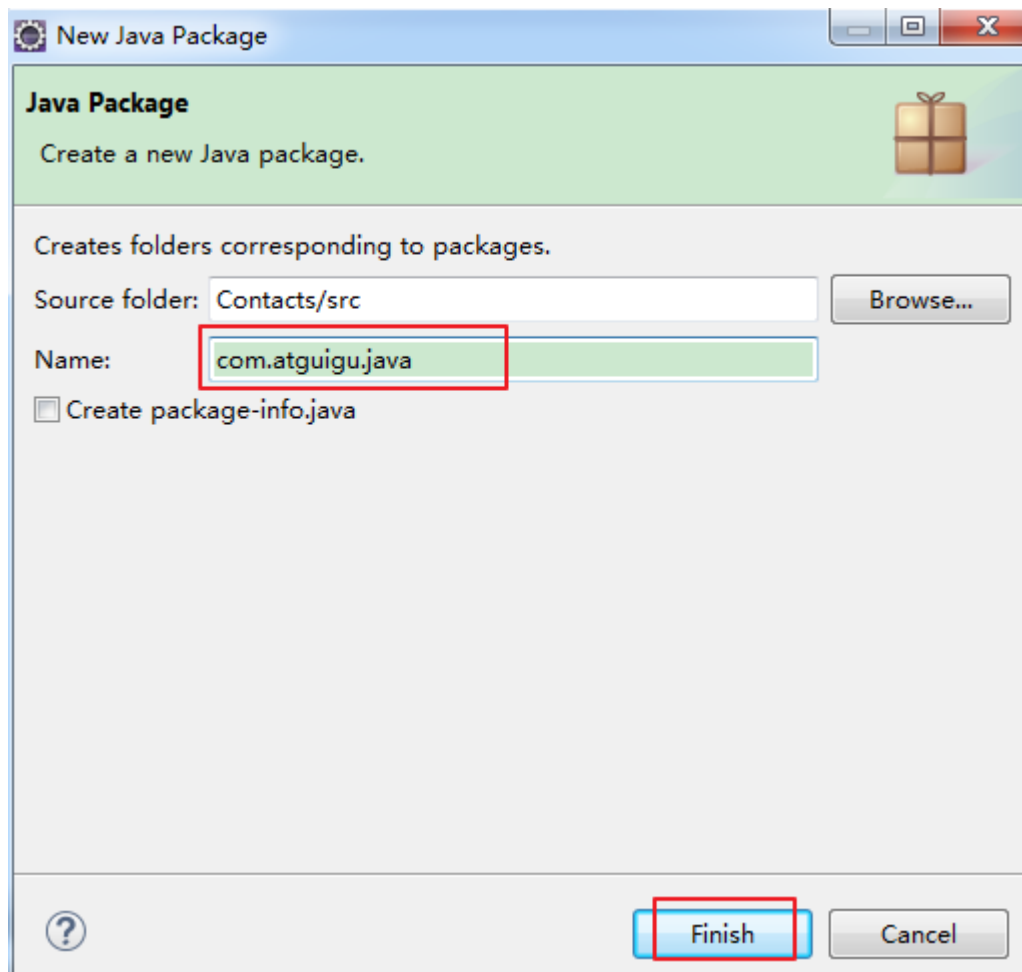 New Java Package
Java Package
Create a new Java package.
Creates folders corresponding to packages.
Source folder: Contacts/src Browse...
Name: com.atguigu.java
Create package-info.java
? Finish Cancel